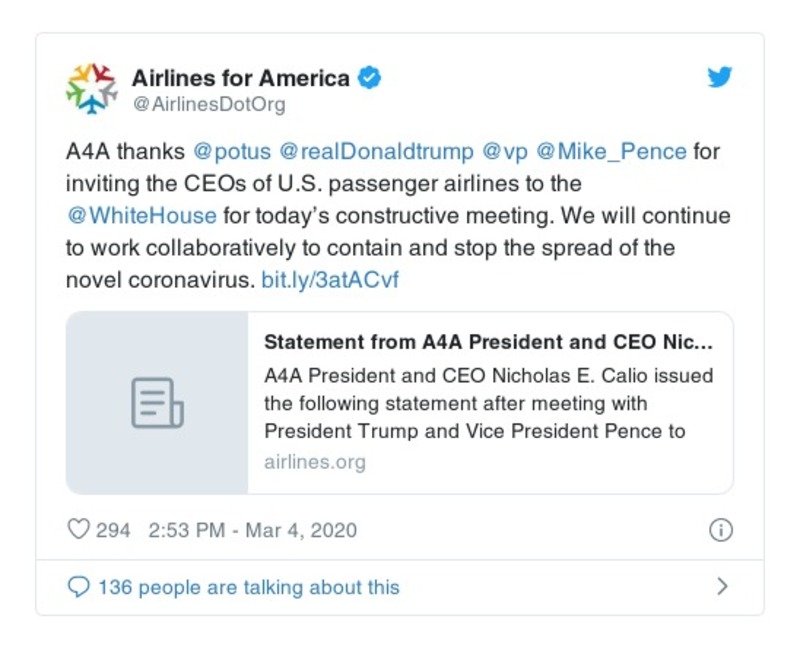 Airlines for America
@AirlinesDotOrg
A4A thanks @potus @realDonaldtrump @vp @Mike_Pence for
inviting the CEOs of U.S. passenger airlines to the
@WhiteHouse for today’s constructive meeting. We will continue
to work collaboratively to contain and stop the spread of the
novel coronavirus. bit.ly/3atACvf
Statement from A4A President and CEO Nic...
A4A President and CEO Nicholas E. Calio issued
the following statement after meeting with
President Trump and Vice President Pence to
airlines.org
294 2:53 PM - Mar 4, 2020
136 people are talking about this